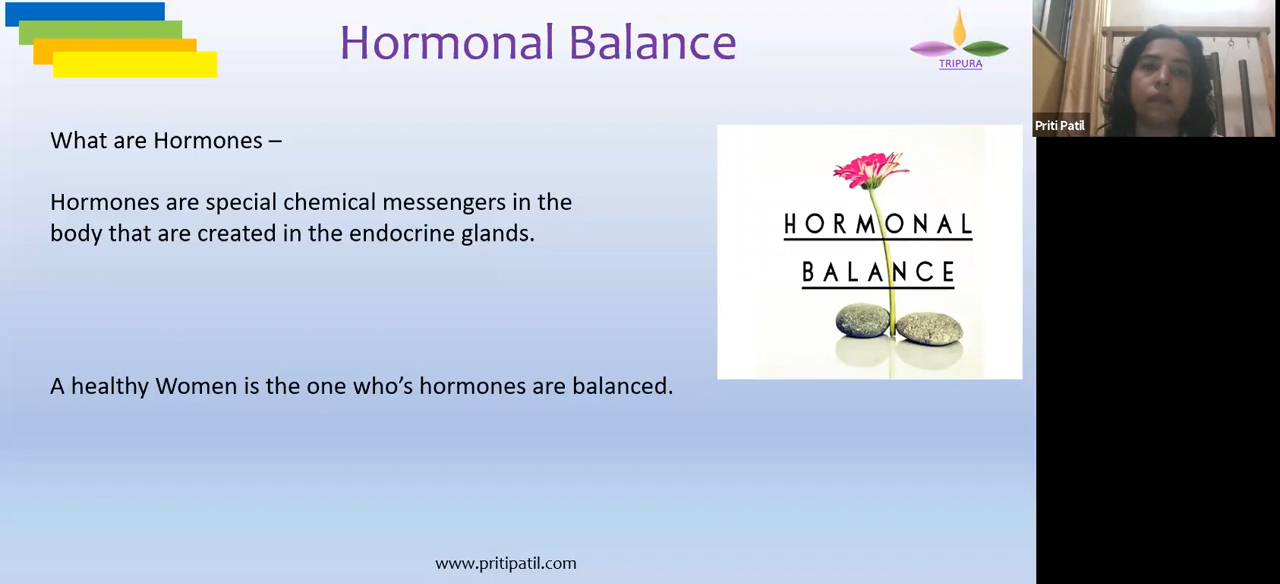 Hormonal Balance
TRIPURA
Priti Patil
What are Hormones –
Hormones are special chemical messengers in the
body that are created in the endocrine glands.
HORMONAL
BALANCE
A healthy Women is the one who’s hormones are balanced.
www.pritipatil.com